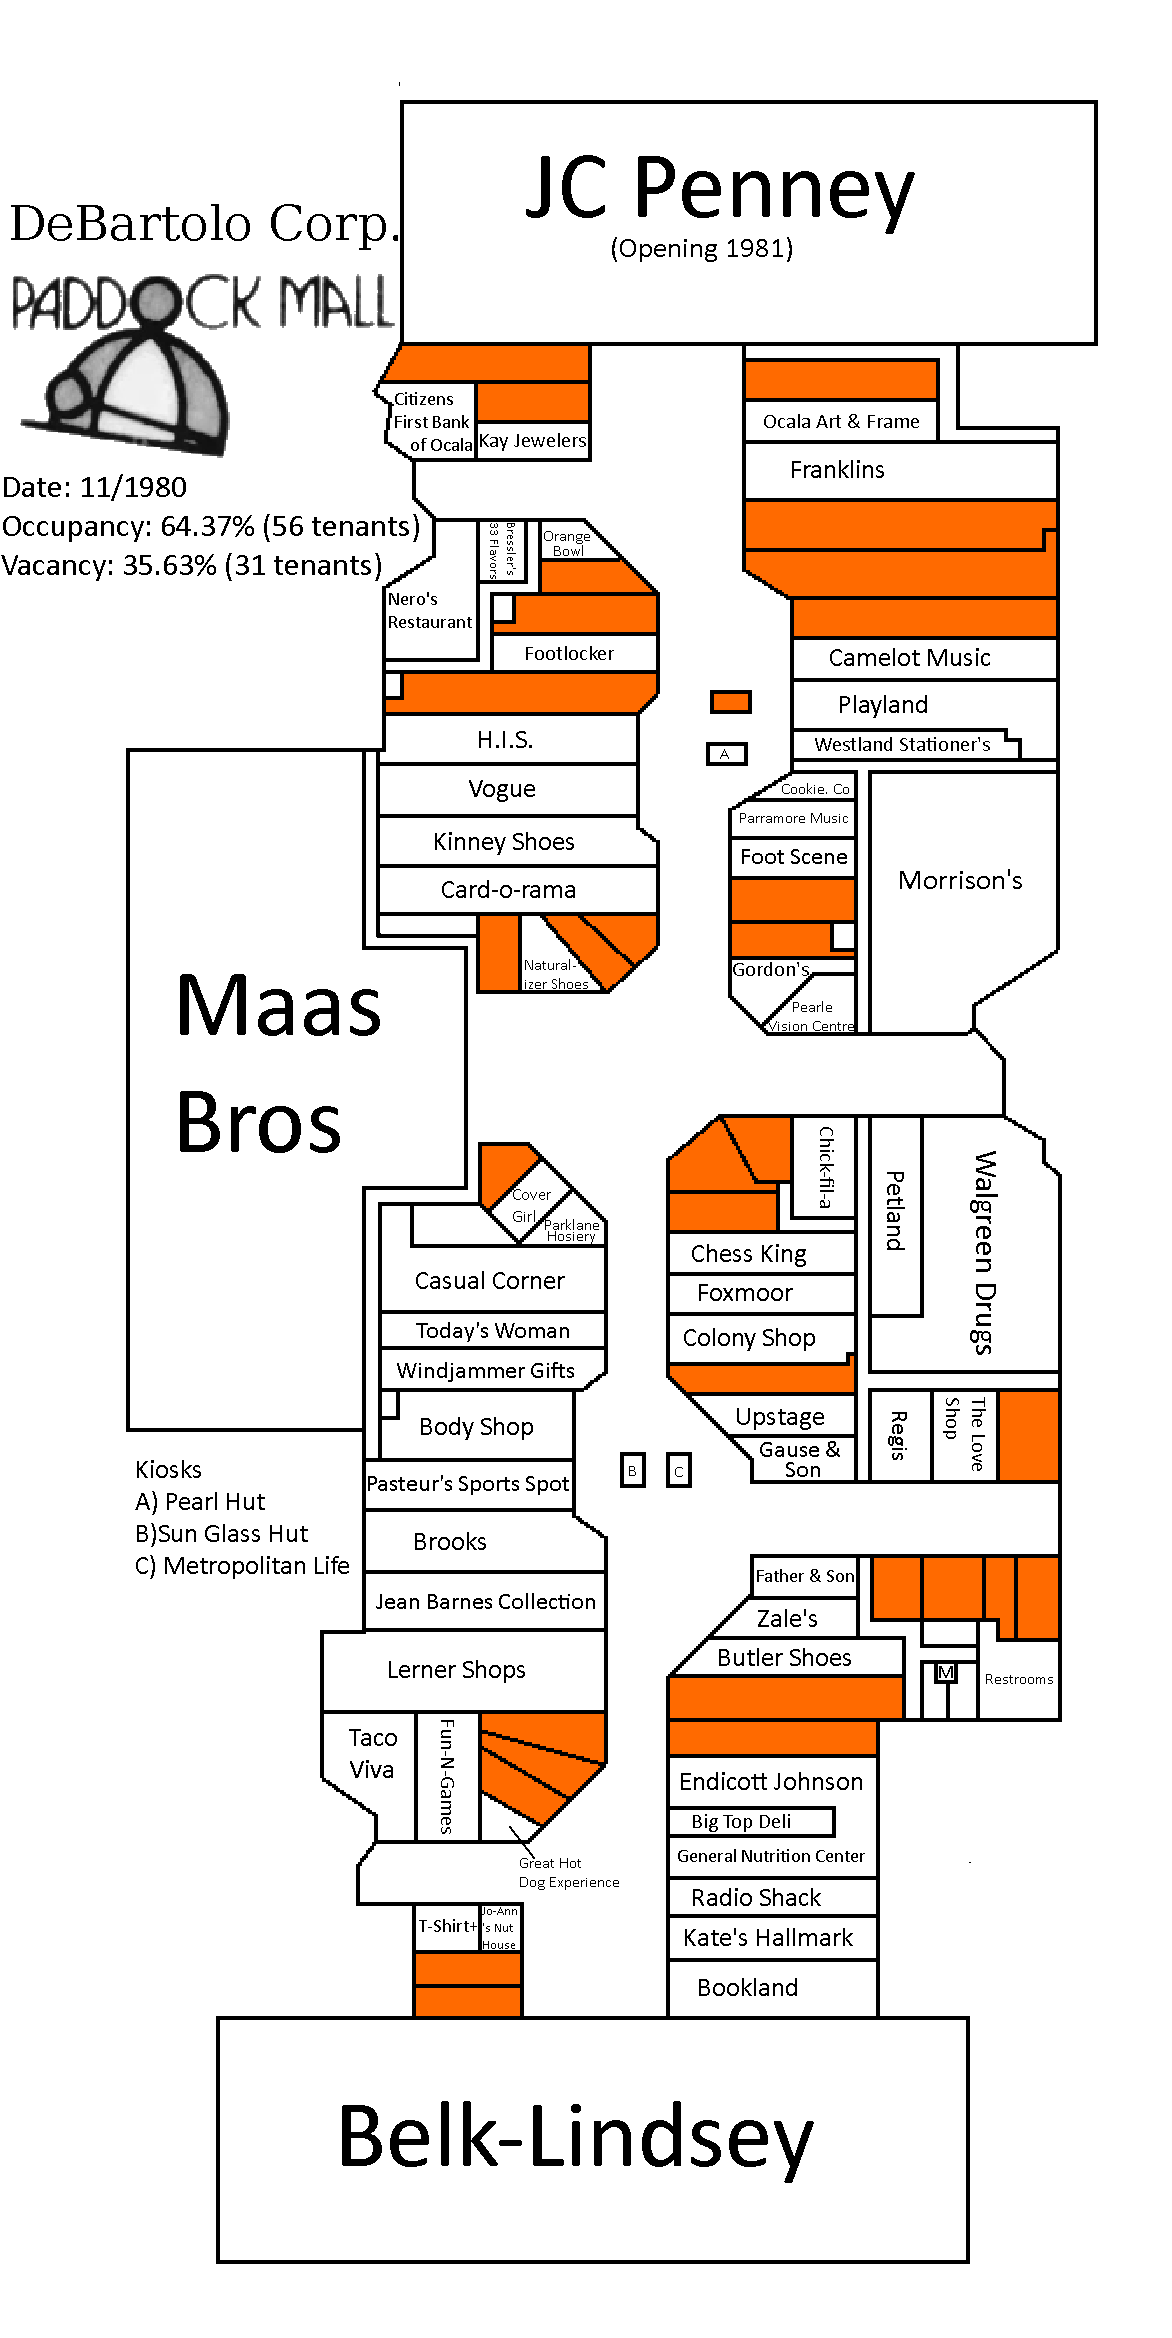 JC Penney
(Opening 1981)
DeBartolo Corp.
PADDOCK MALL
Date: 11/1980
Occupancy: 64.37% (56 tenants)
Vacancy: 35.63% (31 tenants)
Citizens
First Bank
of Ocala
Kay Jewelers
Ocala Art & Frame
Franklins
Bressler's
33 Flavors
Orange
Bowl
Nero's
Restaurant
Footlocker
Camelot Music
Playland
Westland Stationer's
H.I.S.
A
Vogue
Kinney Shoes
Card-o-rama
Natural-
izer Shoes
Cookie. Co
Parramore Music
Foot Scene
Gordon's
Pearle
Vision Centre
Morrison's
Maas
Bros
Cover
Girl
Parklane
Hosiery
Casual Corner
Today's Woman
Windjammer Gifts
Body Shop
Pasteur's Sports Spot
Brooks
Jean Barnes Collection
Lerner Shops
Chick-fil-a
Petland
Walgreen Drugs
Chess King
Foxmoor
Colony Shop
Upstage
Gause &
Son
Regis
The Love
Shop
B
C
Kiosks
A) Pearl Hut
B)Sun Glass Hut
C) Metropolitan Life
Father & Son
Zale's
Butler Shoes
M
Restrooms
Taco
Viva
Fun-N-Games
Great Hot
Dog Experience
Endicott Johnson
Big Top Deli
General Nutrition Center
Radio Shack
Kate's Hallmark
Bookland
T-Shirt+
Jo-Ann
's Nut
House
Belk-Lindsey